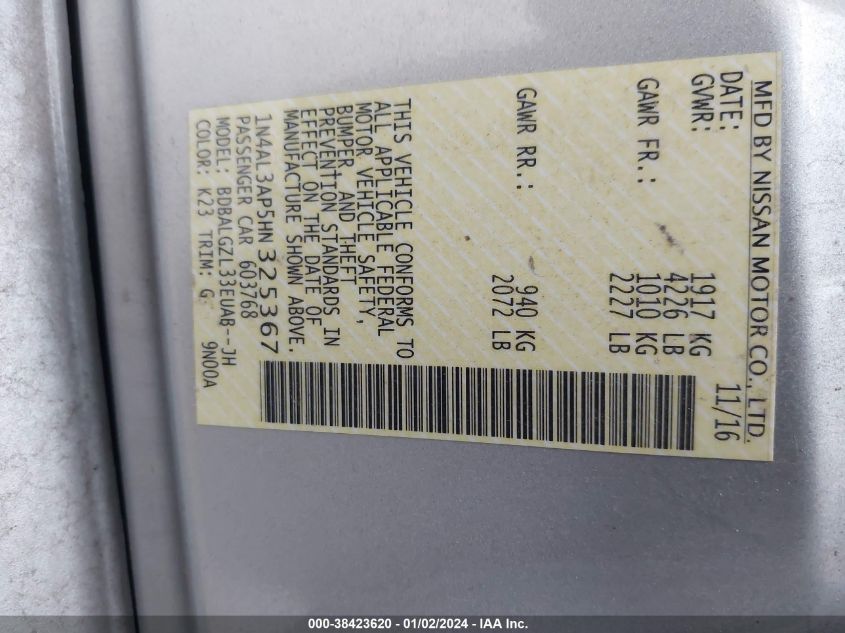 MFD BY NISSAN MOTOR CO., LTD.
DATE: 11/16
GVWR: 1917 KG
4226 LB
GAWR FR.: 1010 KG
2227 LB
GAWR RR.: 940 KG
2072 LB
THIS VEHICLE CONFORMS TO
ALL APPLICABLE FEDERAL
MOTOR VEHICLE SAFETY,
BUMPER, AND THEFT
PREVENTION STANDARDS IN
EFFECT ON THE DATE OF
MANUFACTURE SHOWN ABOVE.
1N4AL3AP5HN325367
PASSENGER CAR 603768
MODEL: BDBALGZL33EUAB--JH
COLOR: K23 TRIM: G 9N00A
000-38423620 - 01/02/2024 - IAA Inc.